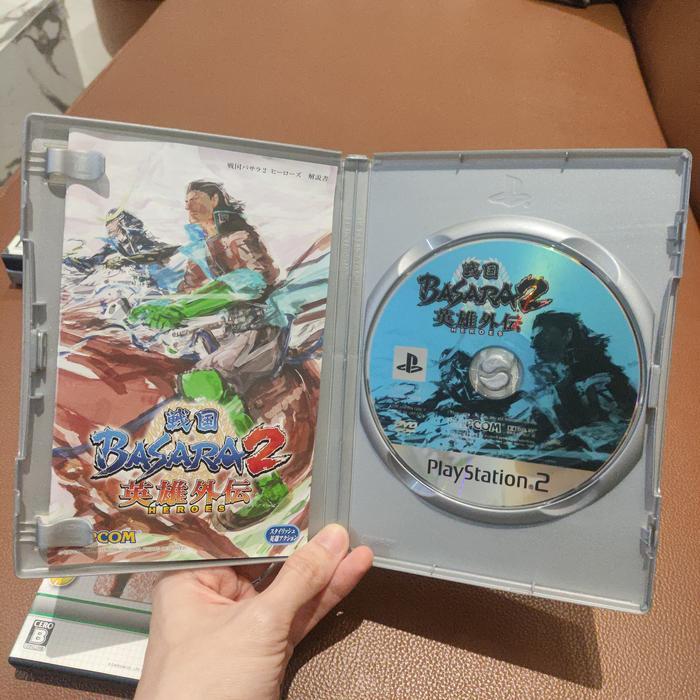 戦国バサラ2 ヒーローズ 解説書
戦国
BASARA2
英雄外伝
HEROES
COM
スタイリッシュ
英雄アクション
戦国
BASARA2
英雄外伝
HEROES
COM
PlayStation.2
CERO
B